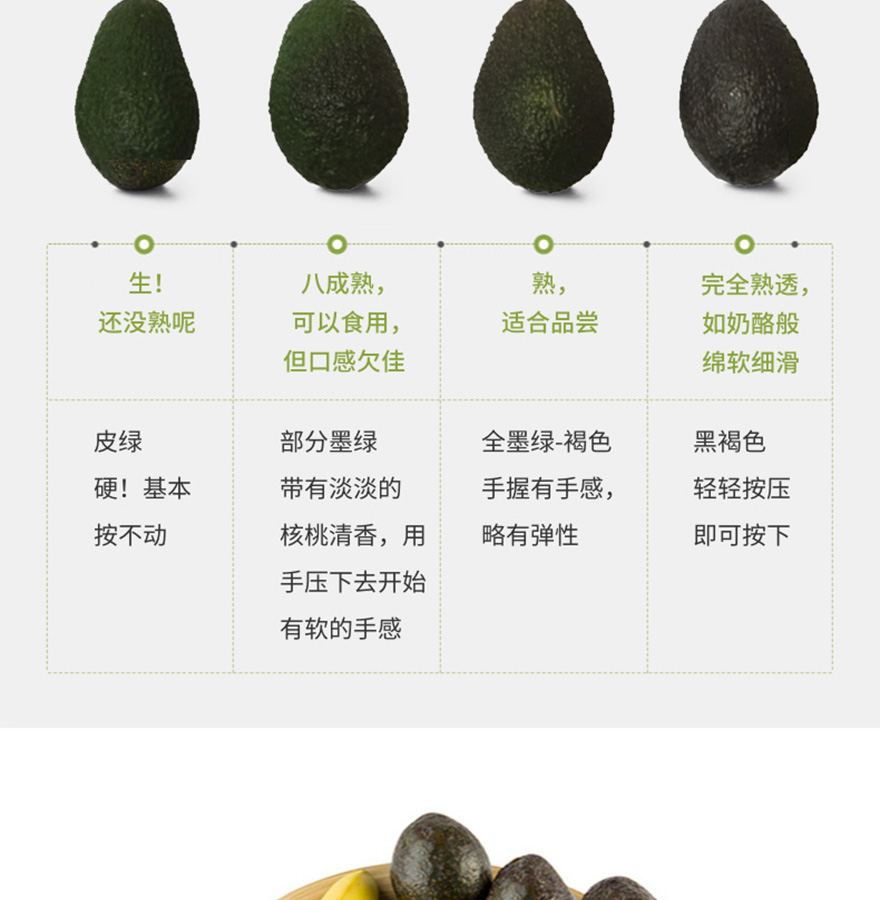 生！
还没熟呢
八成熟，
可以食用，
但口感欠佳
熟，
适合品尝
完全熟透，
如奶酪般
绵软细滑
皮绿
硬！基本
按不动
部分墨绿
带有淡淡的
核桃清香，用
手压下去开始
有软的手感
全墨绿-褐色
手握有手感，
略有弹性
黑褐色
轻轻按压
即可按下